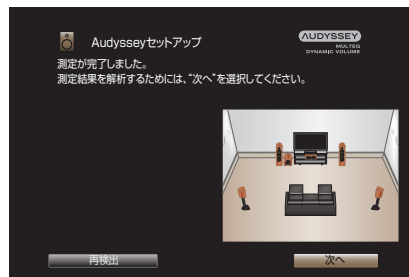 Audysseyセットアップ
AUDYSSEY
MULTEQ
DYNAMIC VOLUME
測定が完了しました。
測定結果を解析するためには、“次へ”を選択してください。
再検出
次へ